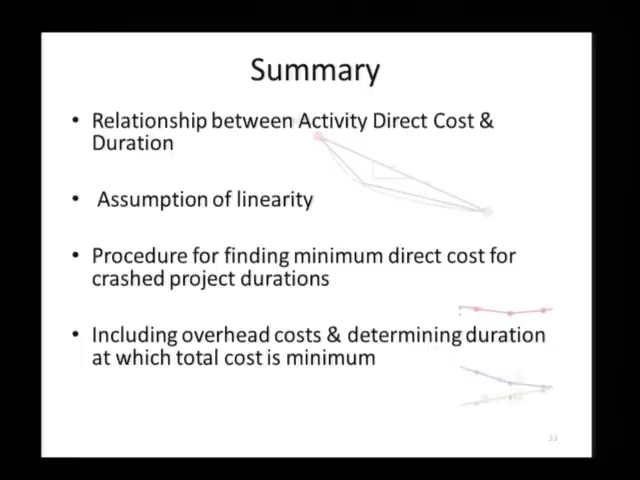 Summary
• Relationship between Activity Direct Cost &
Duration
• Assumption of linearity
• Procedure for finding minimum direct cost for
crashed project durations
• Including overhead costs & determining duration
at which total cost is minimum
33